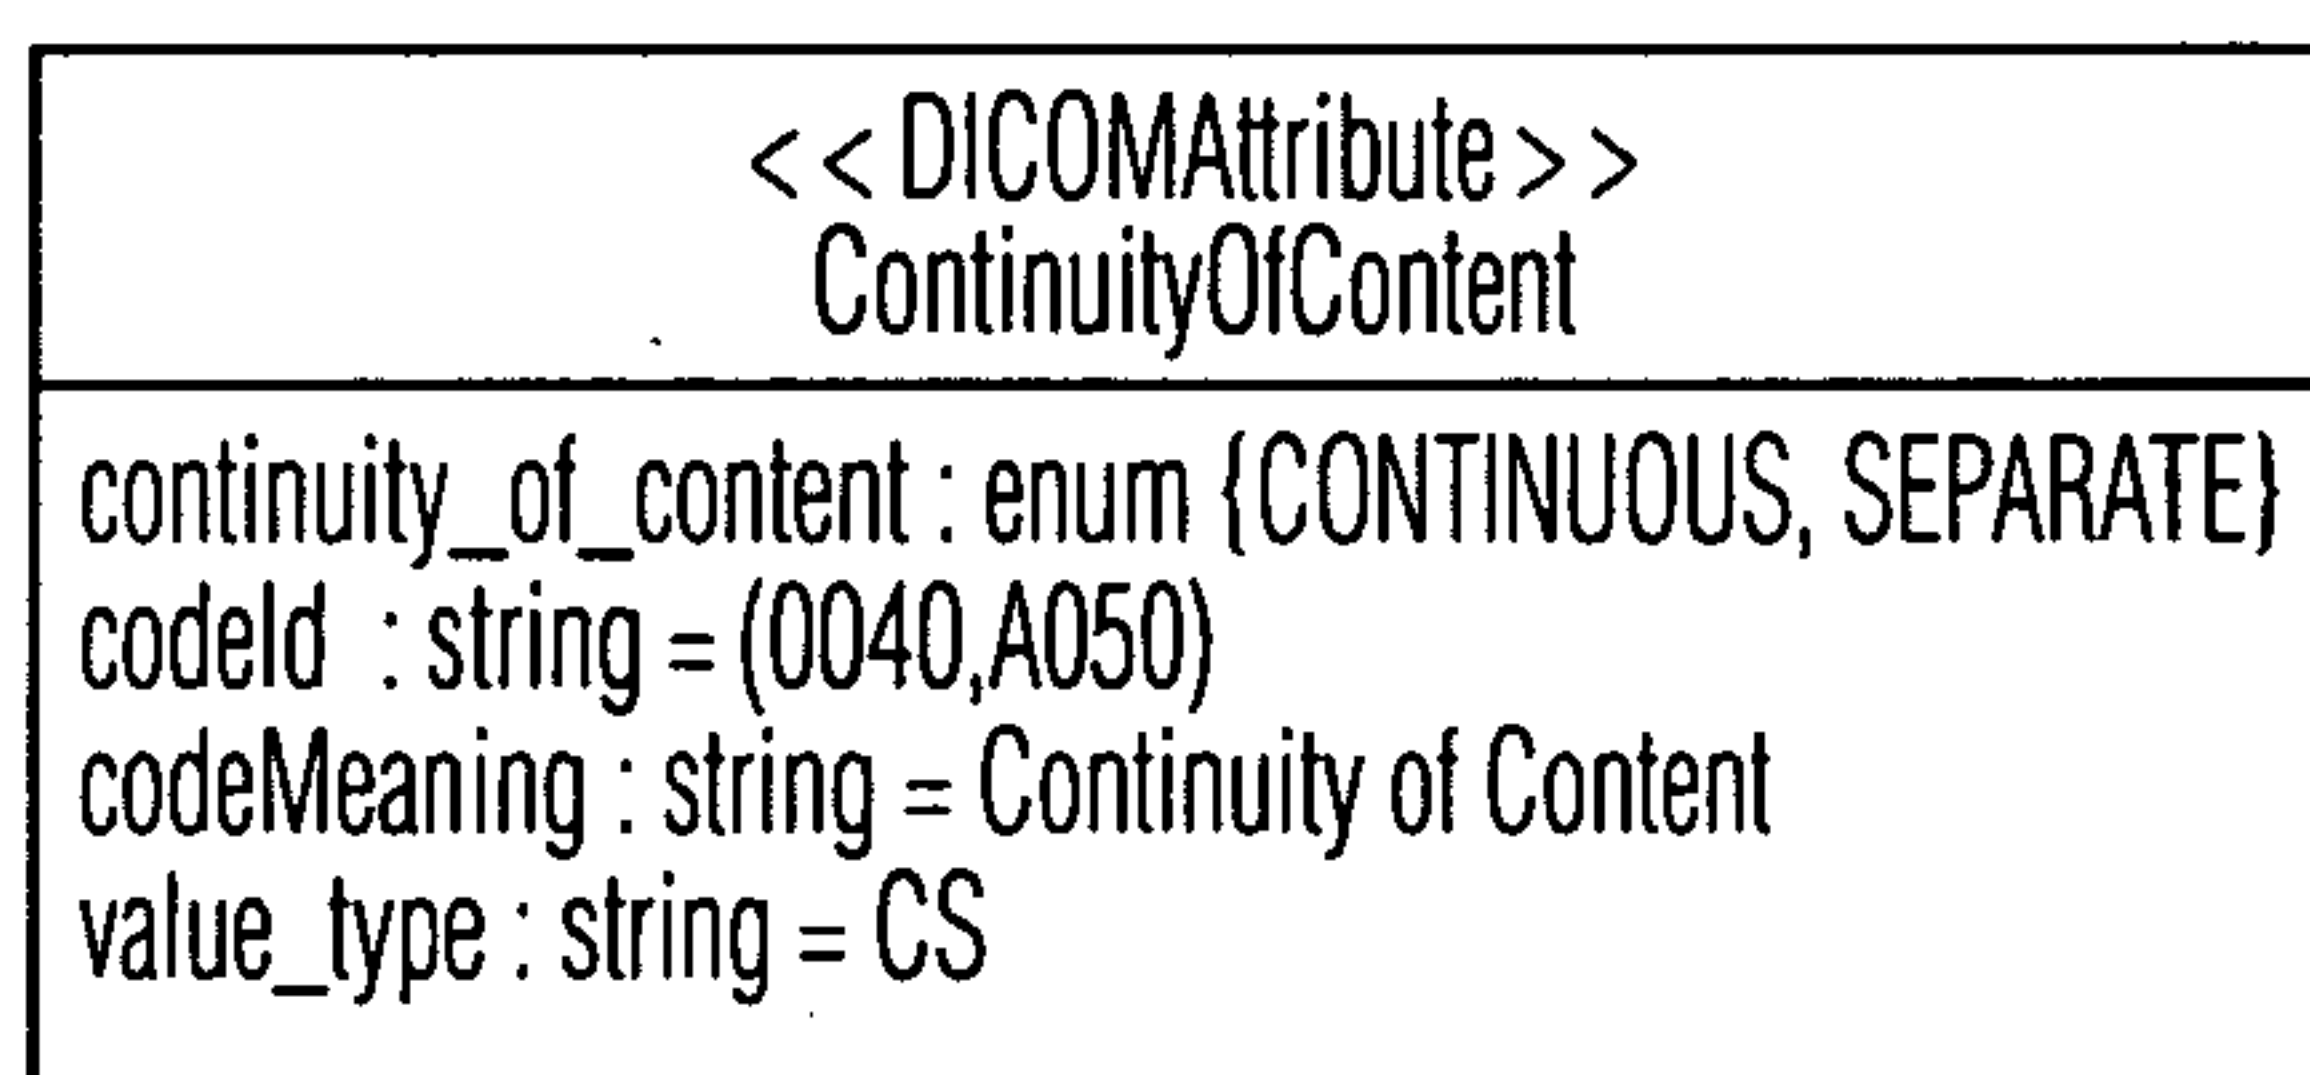 <<DICOMAttribute>>
ContinuityOfContent
continuity_of_content : enum {CONTINUOUS, SEPARATE}
codeId : string = (0040,A050)
codeMeaning : string = Continuity of Content
value_type : string = CS